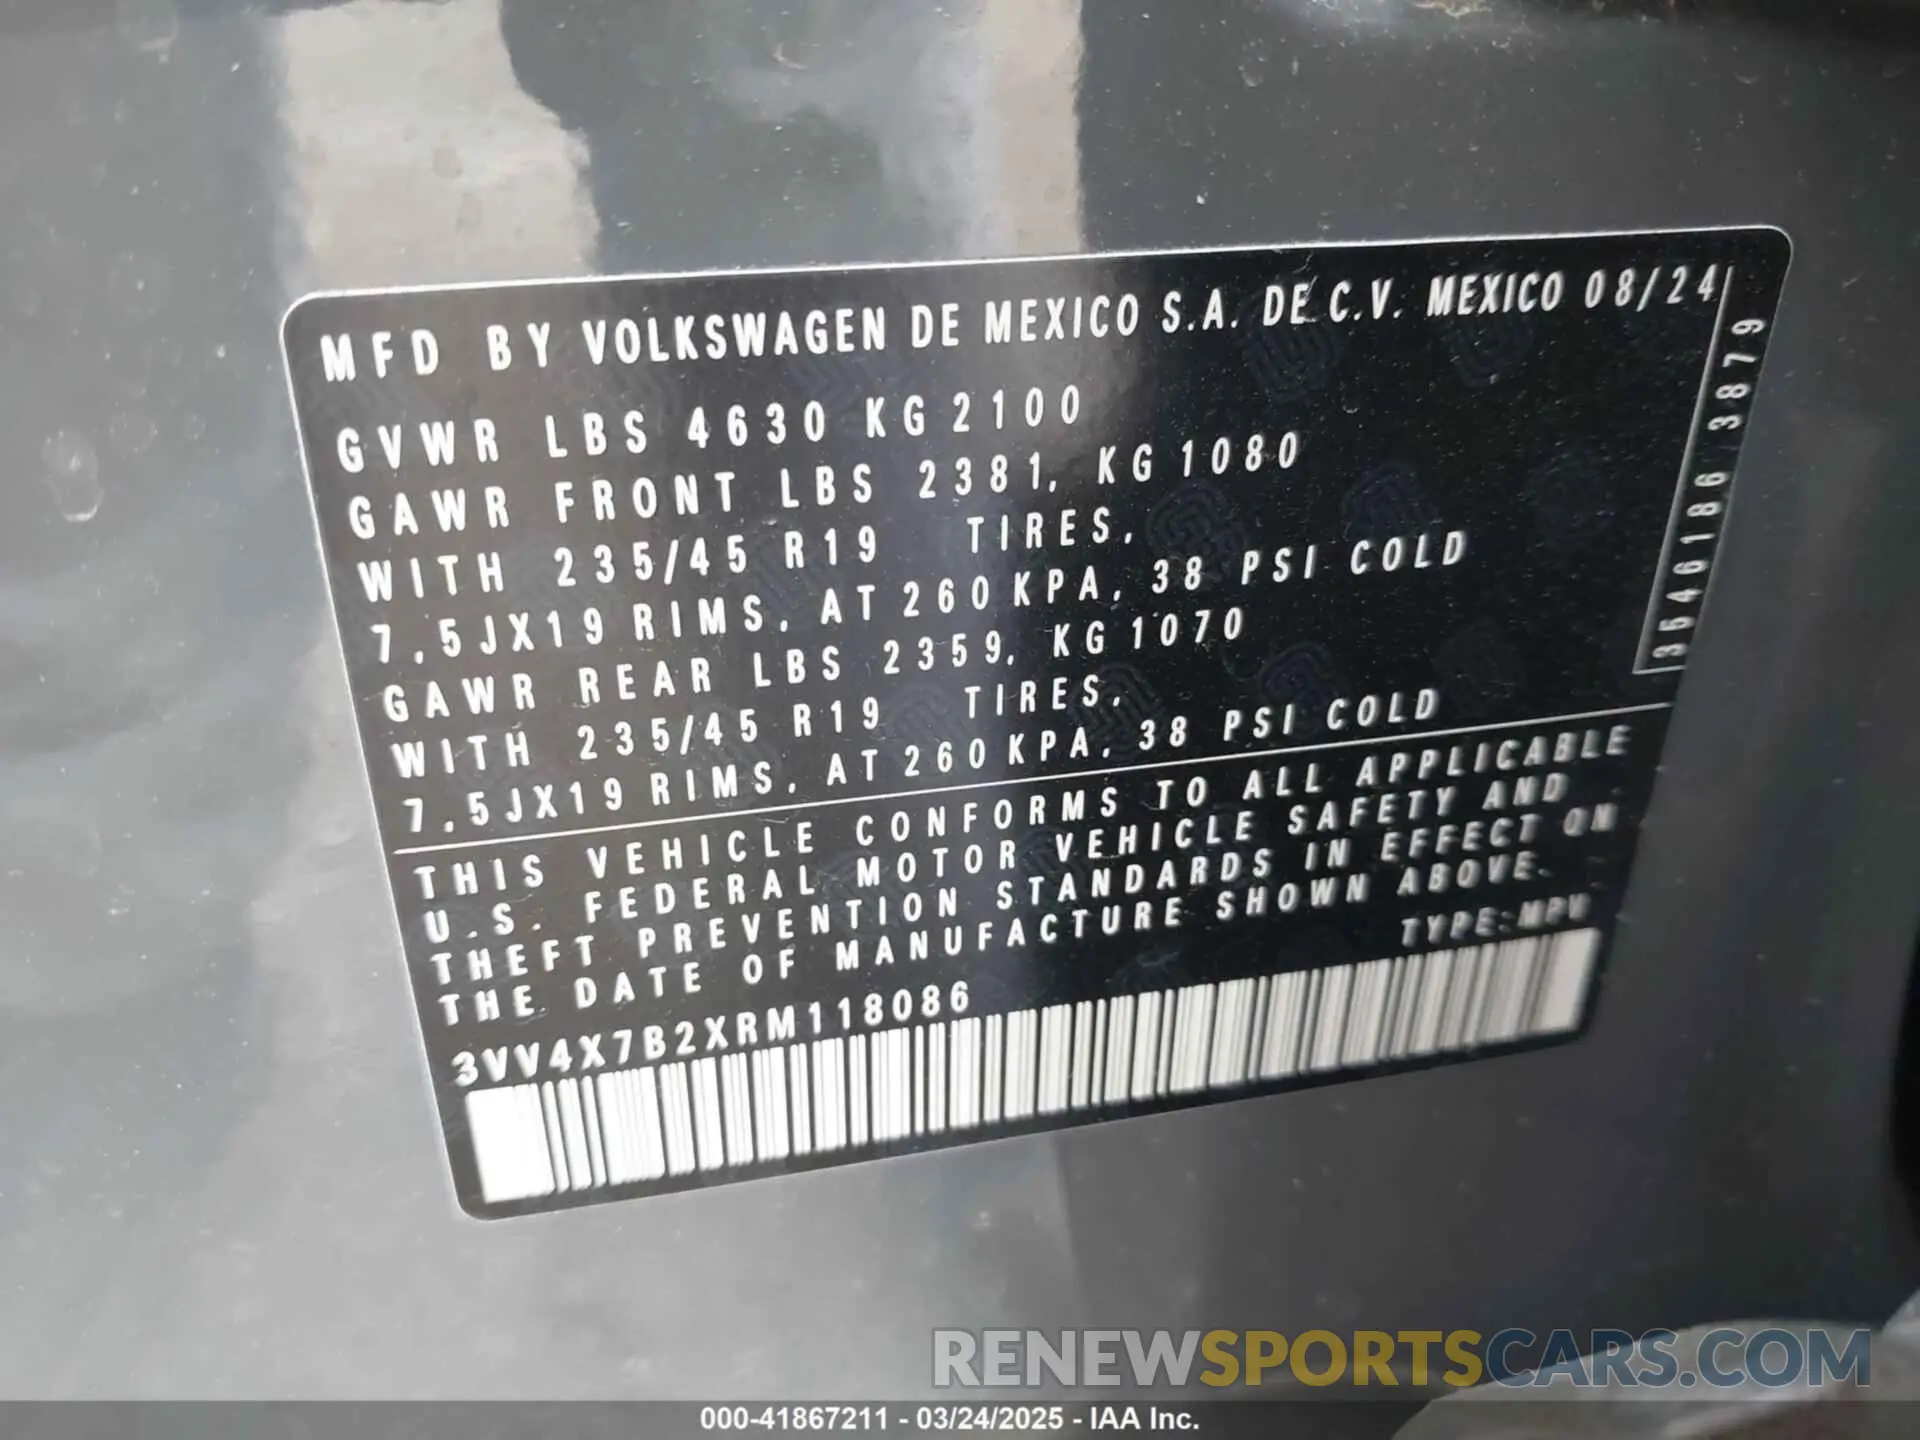 MFD BY VOLKSWAGEN DE MEXICO S.A. DE C.V. MEXICO 08/24
GVWR LBS 4630 KG 2100
GAWR FRONT LBS 2381, KG 1080
WITH 235/45 R19 TIRES,
7,5JX19 RIMS, AT 260 KPA, 38 PSI COLD
GAWR REAR LBS 2359, KG 1070
WITH 235/45 R19 TIRES,
7,5JX19 RIMS, AT 260 KPA, 38 PSI COLD
3546186 3879
THIS VEHICLE CONFORMS TO ALL APPLICABLE
U.S. FEDERAL MOTOR VEHICLE SAFETY AND
THEFT PREVENTION STANDARDS IN EFFECT ON
THE DATE OF MANUFACTURE SHOWN ABOVE.
TYPE: MPV
3VV4X7B2XRM118086
RENEWSPORTSCARS.COM
000-41867211 - 03/24/2025 - IAA Inc.